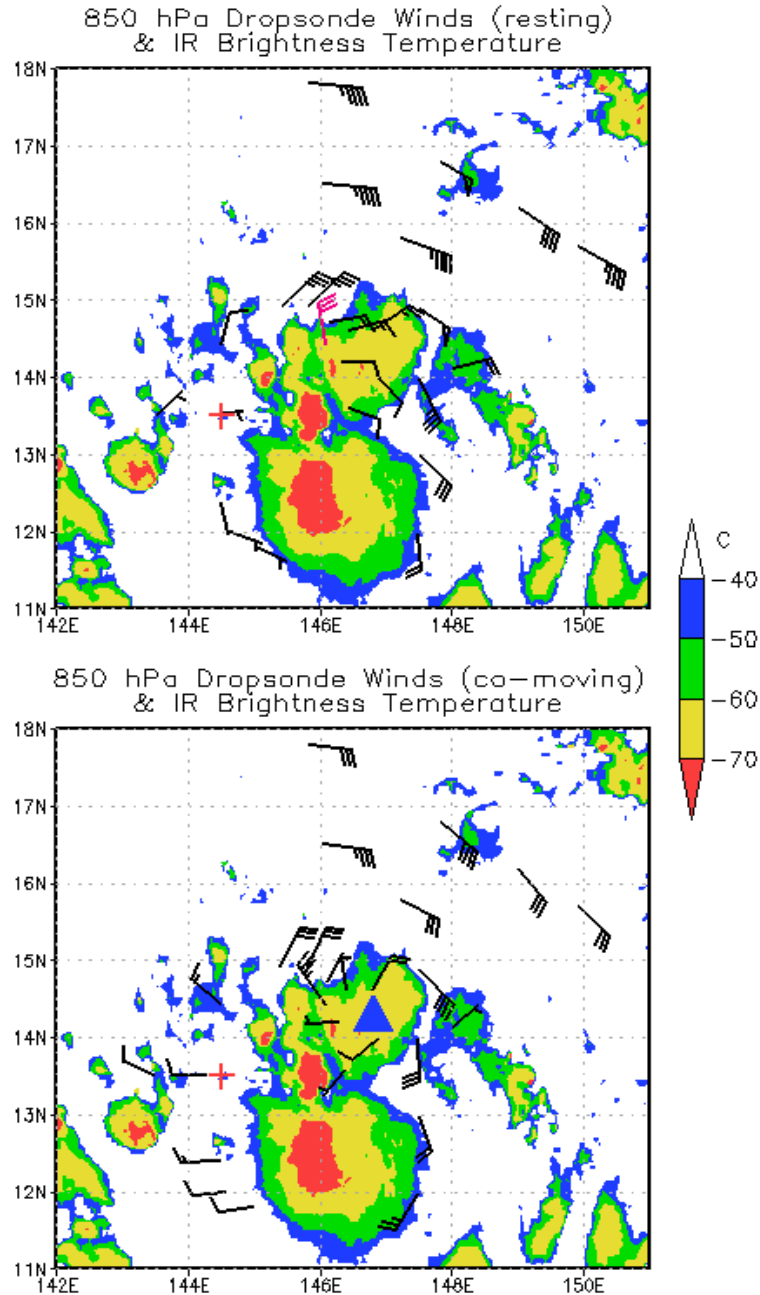 850 hPa Dropsonde Winds (resting)
& IR Brightness Temperature
18N
17N
16N
15N
14N
13N
12N
11N
142E 144E 146E 148E 150E
C
-40
-50
-60
-70
850 hPa Dropsonde Winds (co-moving)
& IR Brightness Temperature
18N
17N
16N
15N
14N
13N
12N
11N
142E 144E 146E 148E 150E